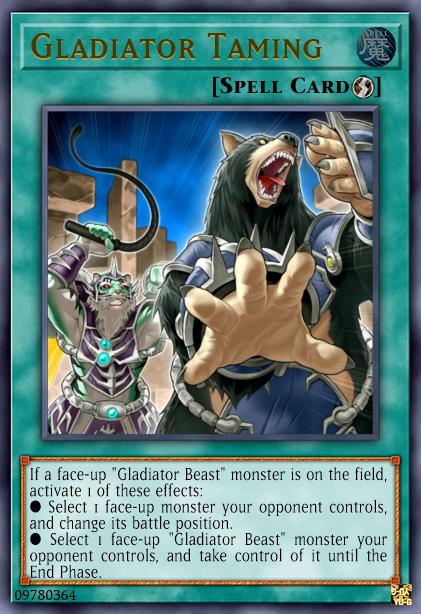 GLADIATOR TAMING
SPELL
魔
[SPELL CARD]
If a face-up "Gladiator Beast" monster is on the field,
activate 1 of these effects:
● Select 1 face-up monster your opponent controls,
and change its battle position.
● Select 1 face-up "Gladiator Beast" monster your
opponent controls, and take control of it until the
End Phase.
09780364